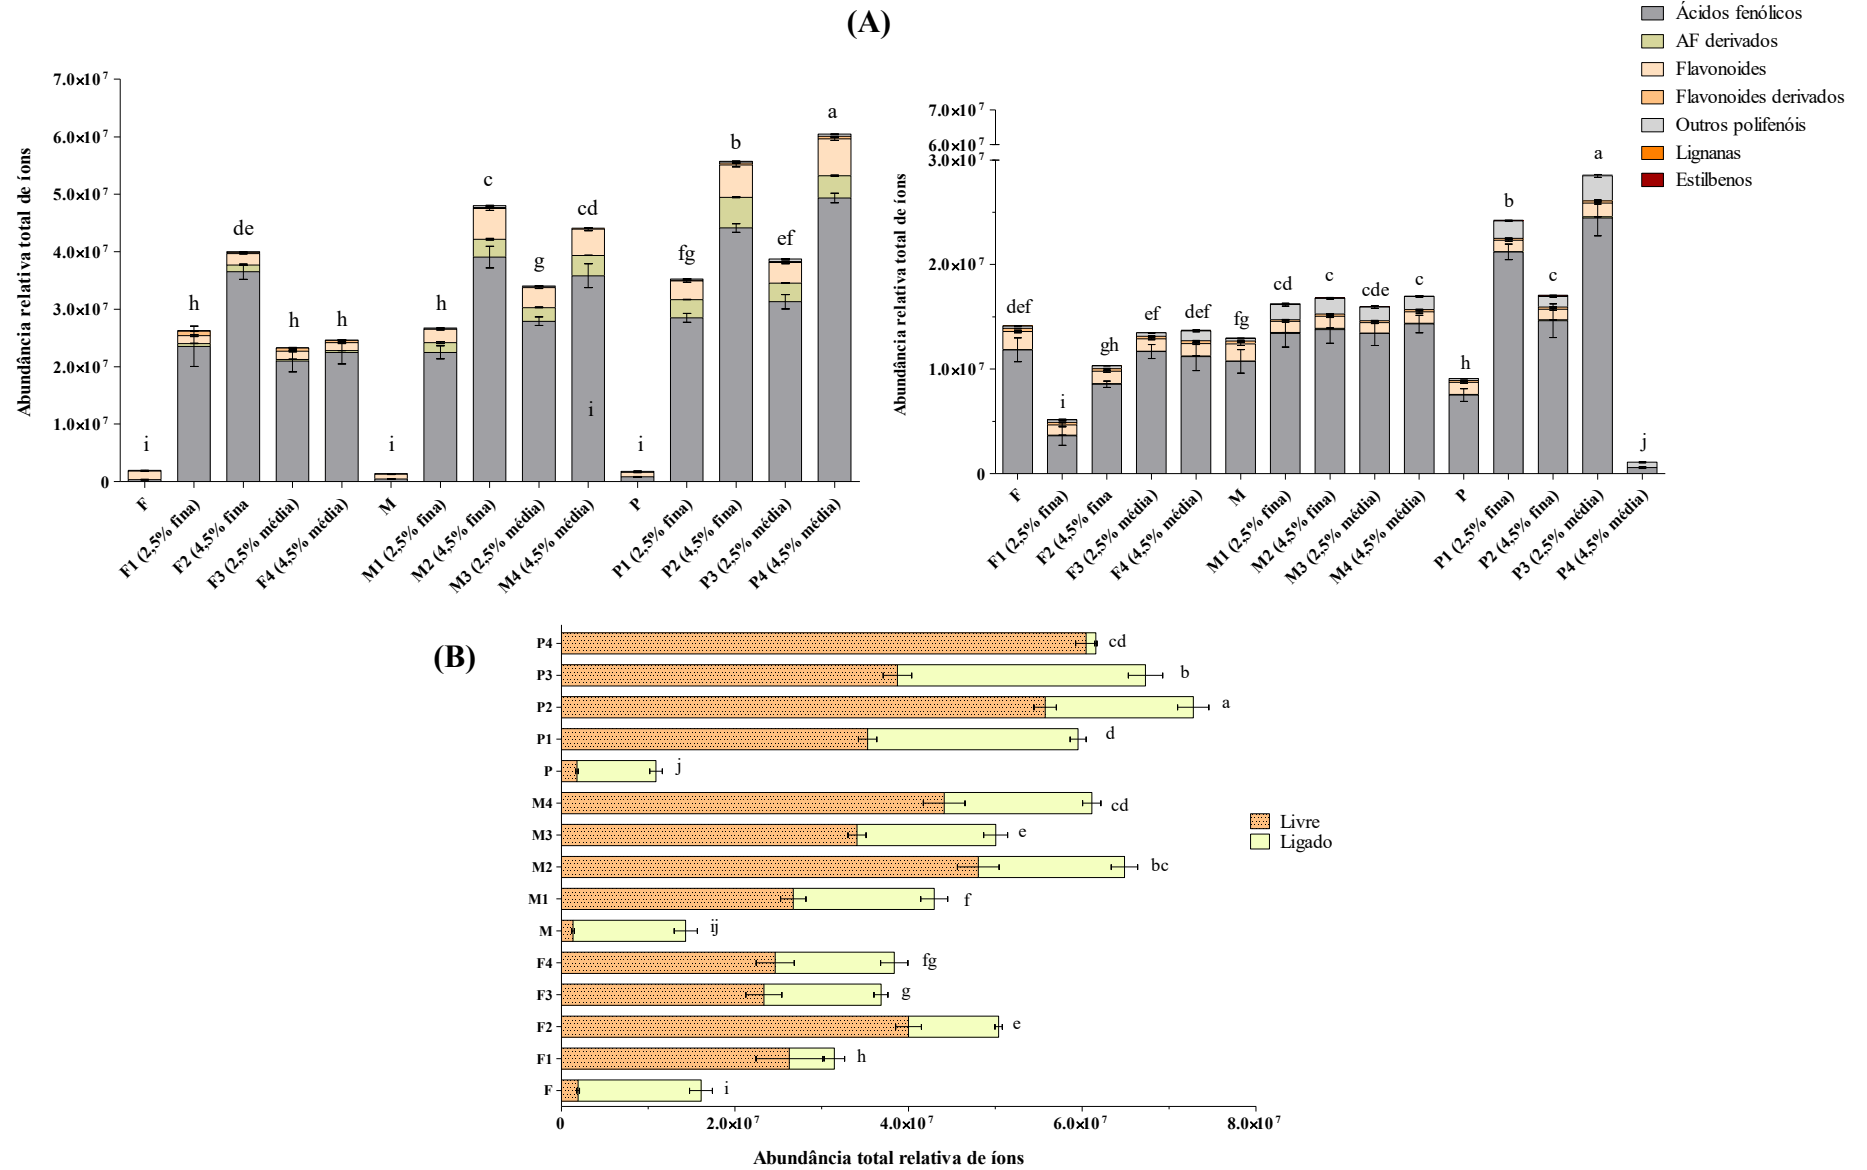 (A)
Ácidos fenólicos
AF derivados
Flavonoides
Flavonoides derivados
Outros polifenóis
Lignanas
Estilbenos
Abundância relativa total de íons
7.0×10⁷
6.0×10⁷
5.0×10⁷
4.0×10⁷
3.0×10⁷
2.0×10⁷
1.0×10⁷
0
i h de h h i h c g cd i i fg b ef a
F
F1 (2,5% fina)
F2 (4,5% fina
F3 (2,5% média)
F4 (4,5% média)
M
M1 (2,5% fina)
M2 (4,5% fina)
M3 (2,5% média)
M4 (4,5% média)
P
P1 (2,5% fina)
P2 (4,5% fina)
P3 (2,5% média)
P4 (4,5% média)
Abundância relativa total de íons
7.0×10⁷
6.0×10⁷
3.0×10⁷
2.0×10⁷
1.0×10⁷
0
def i gh ef def fg cd c cde c h b c a j
F
F1 (2,5% fina)
F2 (4,5% fina
F3 (2,5% média)
F4 (4,5% média)
M
M1 (2,5% fina)
M2 (4,5% fina)
M3 (2,5% média)
M4 (4,5% média)
P
P1 (2,5% fina)
P2 (4,5% fina)
P3 (2,5% média)
P4 (4,5% média)
(B)
P4 cd
P3 b
P2 a
P1 d
P j
M4 cd
M3 e
M2 bc
M1 f
M ij
F4 fg
F3 g
F2 e
F1 h
F i
Livre
Ligado
0 2.0×10⁷ 4.0×10⁷ 6.0×10⁷ 8.0×10⁷
Abundância total relativa de íons